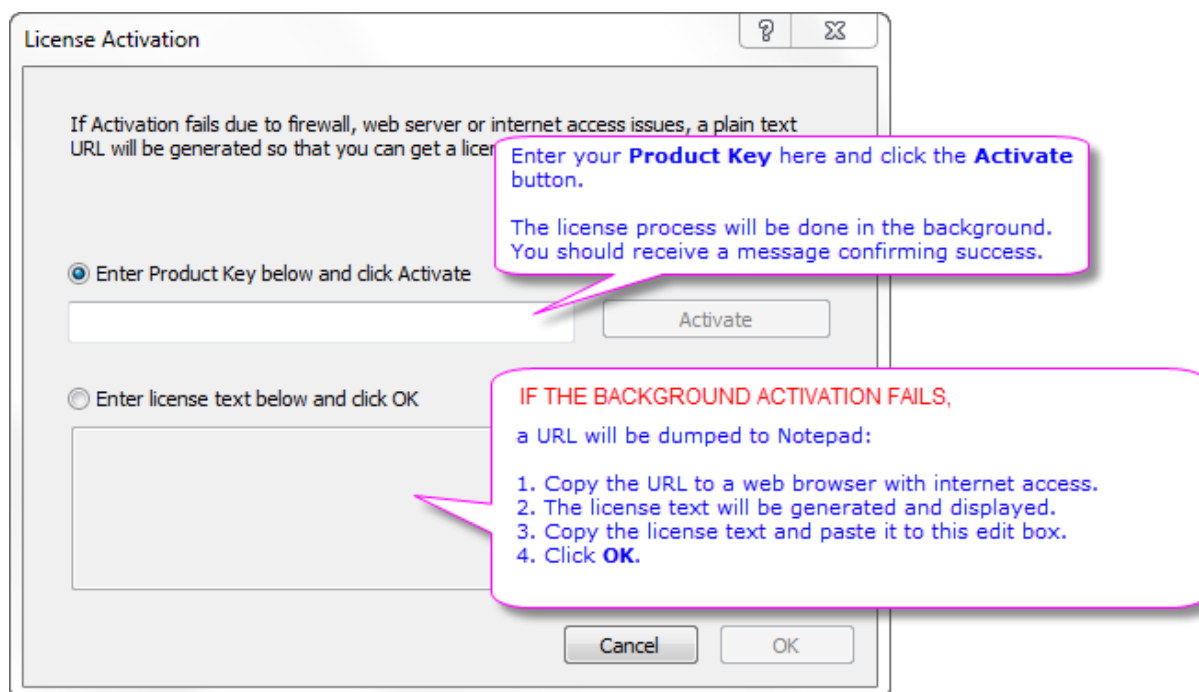 License Activation
If Activation fails due to firewall, web server or internet access issues, a plain text
URL will be generated so that you can get a
Enter your Product Key here and click the Activate
button.
The license process will be done in the background.
You should receive a message confirming success.
Enter Product Key below and click Activate
Activate
Enter license text below and click OK
IF THE BACKGROUND ACTIVATION FAILS,
a URL will be dumped to Notepad:
1. Copy the URL to a web browser with internet access.
2. The license text will be generated and displayed.
3. Copy the license text and paste it to this edit box.
4. Click OK.
Cancel
OK